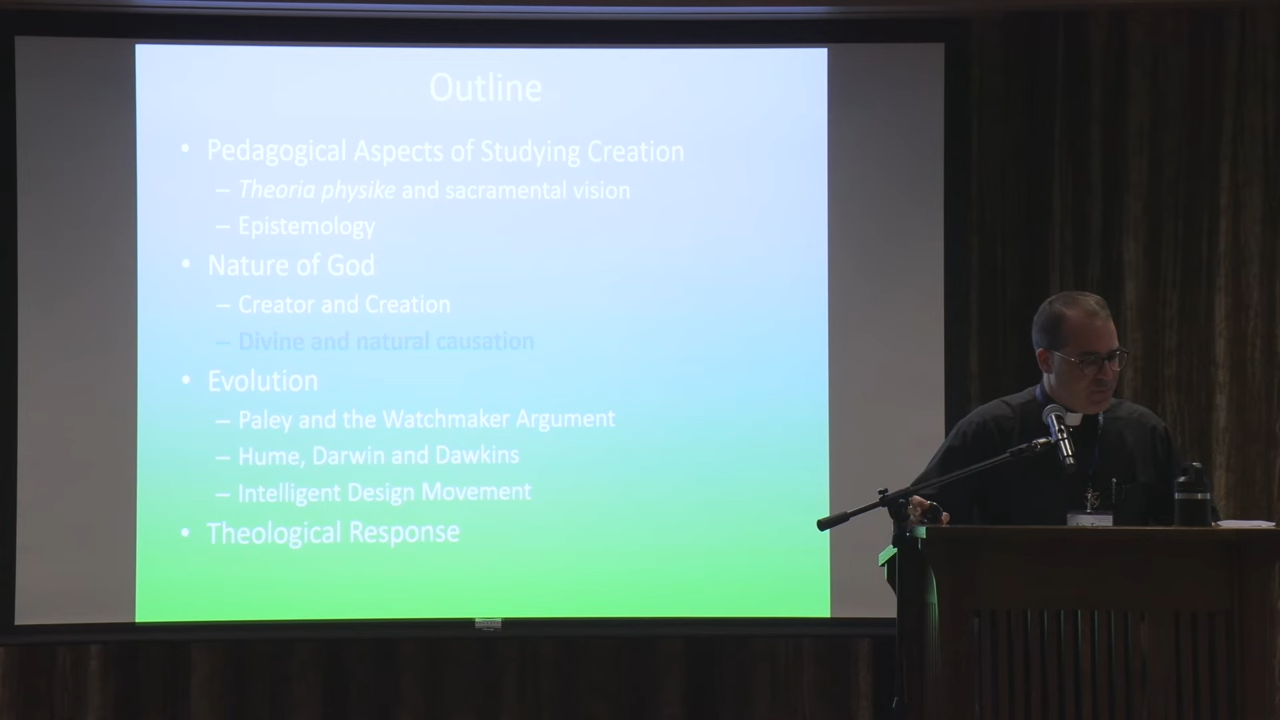 Outline
• Pedagogical Aspects of Studying Creation
– Theoria physike and sacramental vision
– Epistemology
• Nature of God
– Creator and Creation
– Divine and natural causation
• Evolution
– Paley and the Watchmaker Argument
– Hume, Darwin and Dawkins
– Intelligent Design Movement
• Theological Response